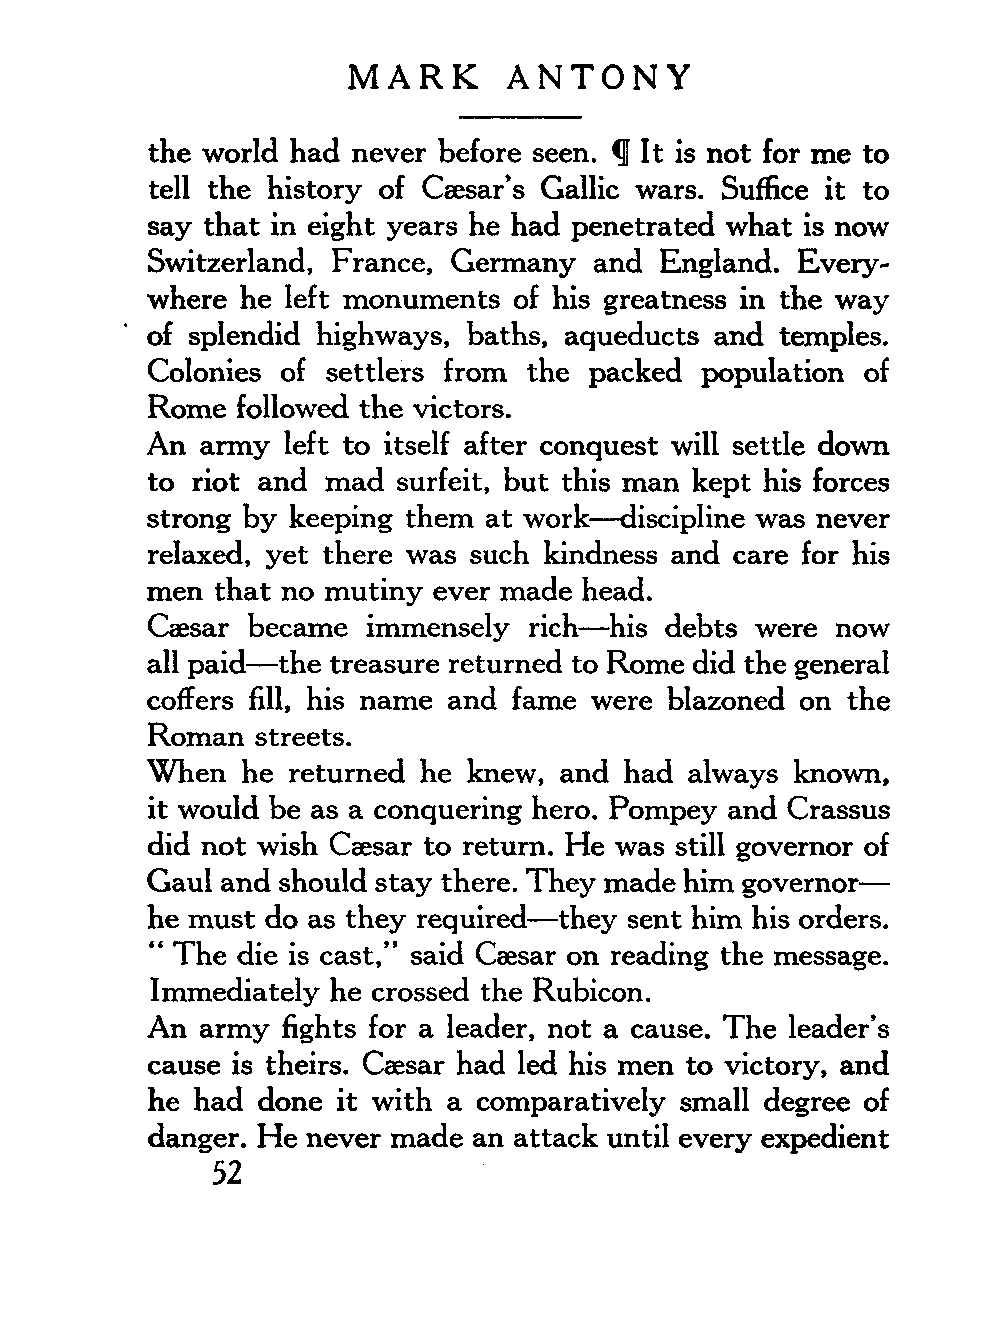 MARK ANTONY
the world had never before seen. ¶ It is not for me to
tell the history of Cæsar's Gallic wars. Suffice it to
say that in eight years he had penetrated what is now
Switzerland, France, Germany and England. Every-
where he left monuments of his greatness in the way
of splendid highways, baths, aqueducts and temples.
Colonies of settlers from the packed population of
Rome followed the victors.
An army left to itself after conquest will settle down
to riot and mad surfeit, but this man kept his forces
strong by keeping them at work—discipline was never
relaxed, yet there was such kindness and care for his
men that no mutiny ever made head.
Cæsar became immensely rich—his debts were now
all paid—the treasure returned to Rome did the general
coffers fill, his name and fame were blazoned on the
Roman streets.
When he returned he knew, and had always known,
it would be as a conquering hero. Pompey and Crassus
did not wish Cæsar to return. He was still governor of
Gaul and should stay there. They made him governor—
he must do as they required—they sent him his orders.
“ The die is cast,” said Cæsar on reading the message.
Immediately he crossed the Rubicon.
An army fights for a leader, not a cause. The leader's
cause is theirs. Cæsar had led his men to victory, and
he had done it with a comparatively small degree of
danger. He never made an attack until every expedient
52